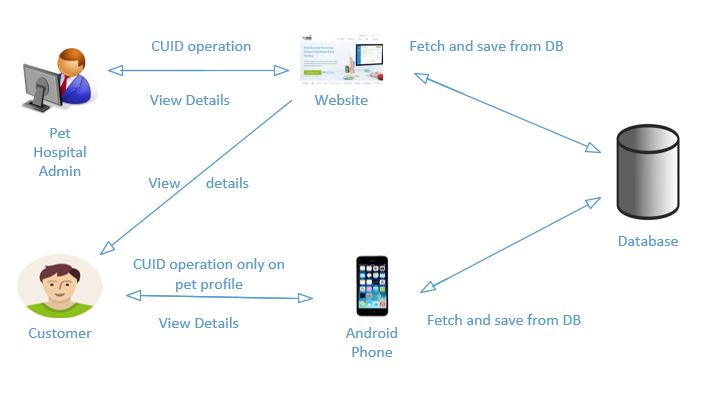 CUID operation
Fetch and save from DB
View Details
Website
Pet
Hospital
Admin
View details
Database
CUID operation only on
pet profile
Customer
View Details
Android
Phone
Fetch and save from DB